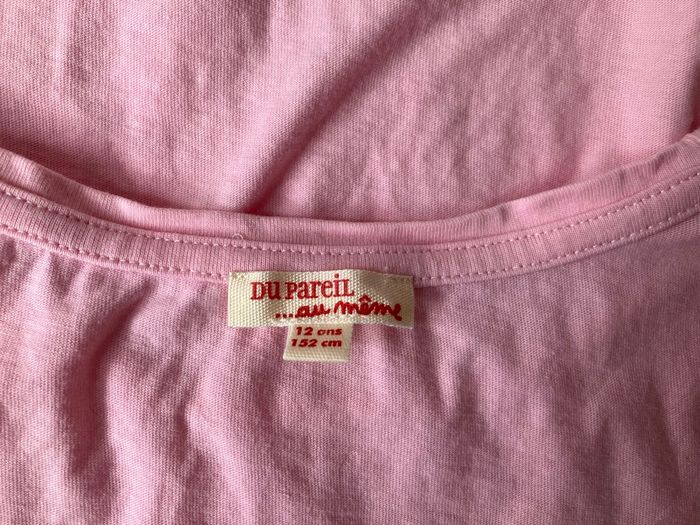 DU PareiL
...au même
12 ans
152 cm